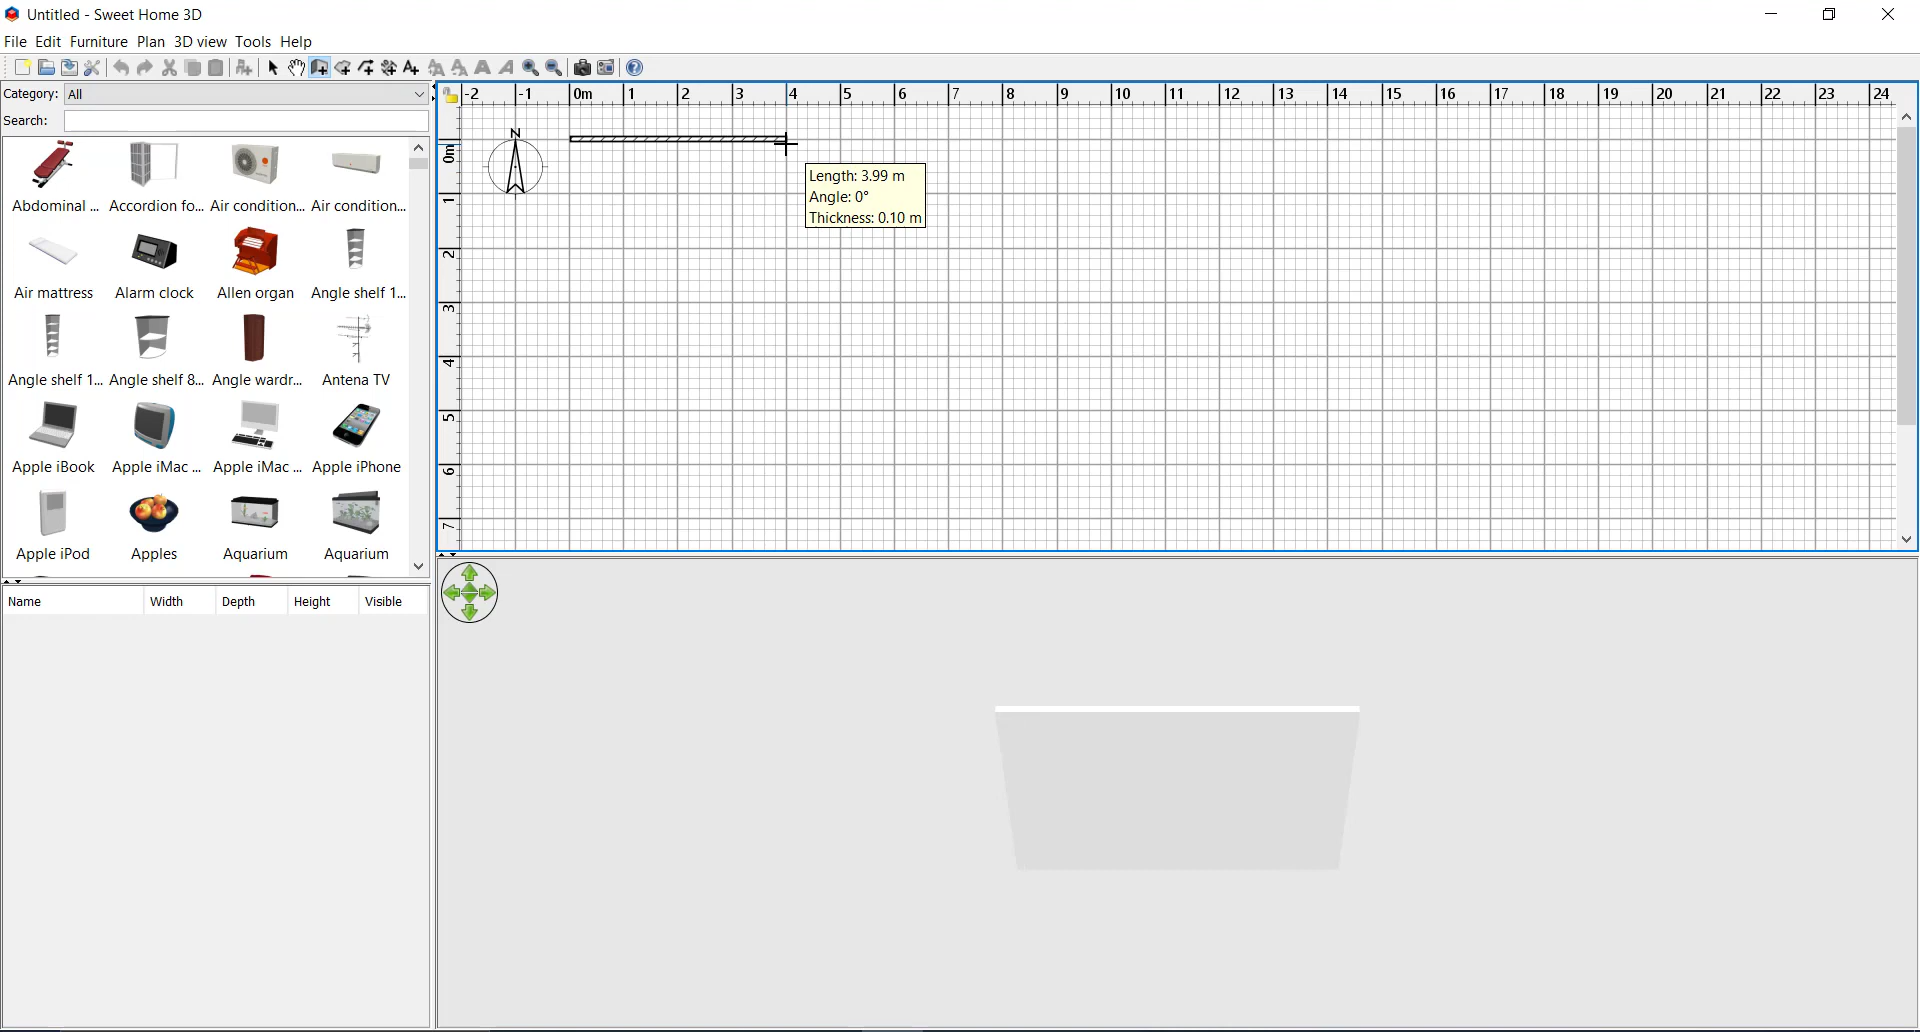 Untitled - Sweet Home 3D
File Edit Furniture Plan 3D view Tools Help
Category: All
Search:
-2 -1 0m 1 2 3 4 5 6 7 8 9 10 11 12 13 14 15 16 17 18 19 20 21 22 23 24
N
0m
1
2
3
4
5
6
7
Length: 3.99 m
Angle: 0°
Thickness: 0.10 m
Abdominal ... Accordion fo... Air condition... Air condition...
Air mattress Alarm clock Allen organ Angle shelf 1...
Angle shelf 1... Angle shelf 8... Angle wardr... Antena TV
Apple iBook Apple iMac ... Apple iMac ... Apple iPhone
Apple iPod Apples Aquarium Aquarium
Name Width Depth Height Visible